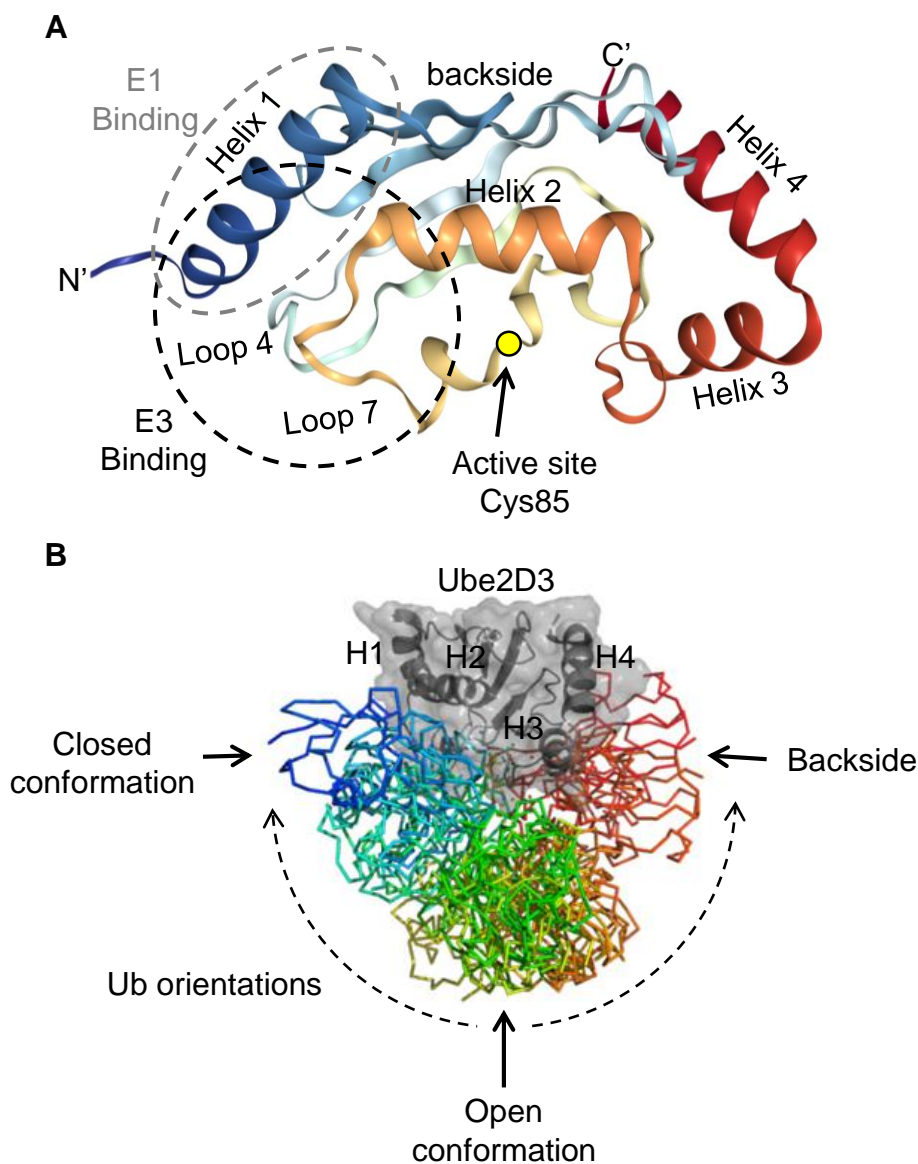 A
C'
backside
E1
Binding
Helix 1
Helix 4
Helix 2
N'
Loop 4
Loop 7
Helix 3
E3
Binding
Active site
Cys85
B
Ube2D3
H1
H2
H4
H3
Closed
conformation
Backside
Ub orientations
Open
conformation